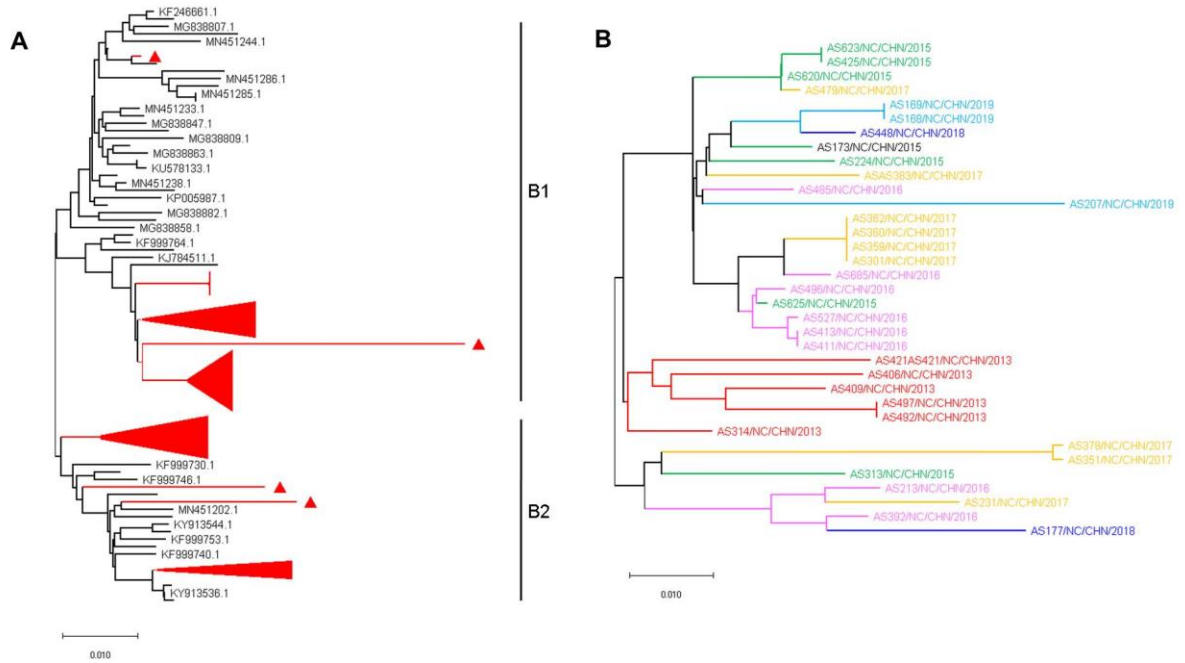 A
KF246661.1
MG838807.1
MN451244.1
MN451286.1
MN451285.1
MN451233.1
MG838847.1
MG838809.1
MG838863.1
KU578133.1
MN451238.1
KP005987.1
MG838882.1
MG838858.1
KF999764.1
KJ784511.1
KF999730.1
KF999746.1
MN451202.1
KY913544.1
KF999753.1
KF999740.1
KY913536.1
0.010
B1
B2
B
AS623/NC/CHN/2015
AS425/NC/CHN/2015
AS620/NC/CHN/2015
AS479/NC/CHN/2017
AS169/NC/CHN/2019
AS168/NC/CHN/2019
AS448/NC/CHN/2018
AS173/NC/CHN/2015
AS224/NC/CHN/2015
ASAS383/NC/CHN/2017
AS485/NC/CHN/2016
AS207/NC/CHN/2019
AS362/NC/CHN/2017
AS360/NC/CHN/2017
AS359/NC/CHN/2017
AS301/NC/CHN/2017
AS685/NC/CHN/2016
AS496/NC/CHN/2016
AS625/NC/CHN/2015
AS527/NC/CHN/2016
AS413/NC/CHN/2016
AS411/NC/CHN/2016
AS421AS421/NC/CHN/2013
AS406/NC/CHN/2013
AS409/NC/CHN/2013
AS497/NC/CHN/2013
AS492/NC/CHN/2013
AS314/NC/CHN/2013
AS378/NC/CHN/2017
AS351/NC/CHN/2017
AS313/NC/CHN/2015
AS213/NC/CHN/2016
AS231/NC/CHN/2017
AS392/NC/CHN/2016
AS177/NC/CHN/2018
0.010